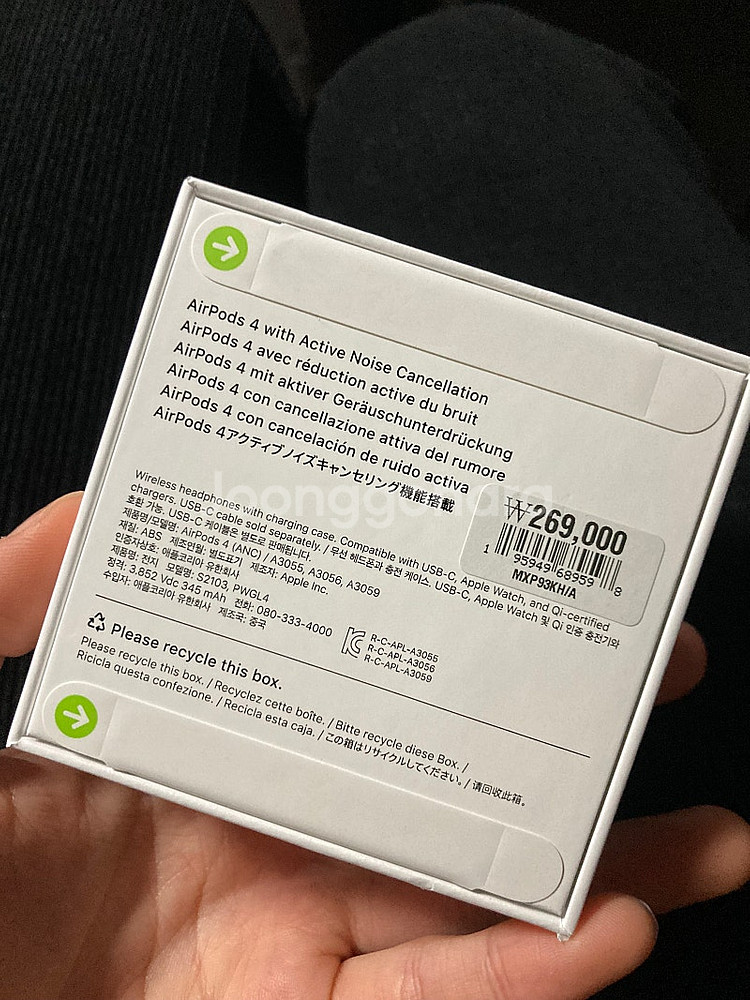 AirPods 4 with Active Noise Cancellation
AirPods 4 avec réduction active du bruit
AirPods 4 mit aktiver Geräuschunterdrückung
AirPods 4 con cancellazione attiva del rumore
AirPods 4 con cancelación de ruido activa
AirPods 4アクティブノイズキャンセリング機能搭載
Wireless headphones with charging case. Compatible with USB-C, Apple Watch, and Qi-certified
chargers. USB-C cable sold separately. / 무선 헤드폰과 충전 케이스. USB-C, Apple Watch 및 Qi 인증 충전기와
호환 가능. USB-C 케이블은 별도로 판매됩니다.
제품명/모델명: AirPods 4 (ANC) / A3055, A3056, A3059
재질: ABS 제조연월: 별도표기 제조자: Apple Inc.
인증자상호: 애플코리아 유한회사
제품명: 전지 모델명: S2103, PWGL4
정격: 3.852 Vdc 345 mAh 전화: 080-333-4000
수입자: 애플코리아 유한회사 제조국: 중국
R-C-APL-A3055
R-C-APL-A3056
R-C-APL-A3059
₩269,000
1 95949 68959 8
MXP93KH/A
Please recycle this box.
Please recycle this box. / Recyclez cette boîte. / Bitte recycle diese Box. /
Ricicla questa confezione. / Recicla esta caja. / この箱はリサイクルしてください。 / 请回收此箱。
joonggonara